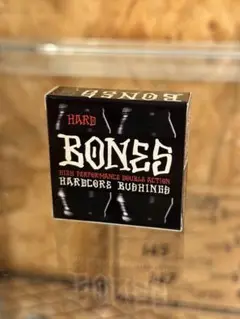 HARD
BONES
HIGH PERFORMANCE DOUBLE ACTION
HARDCORE BUSHINGS
BONES